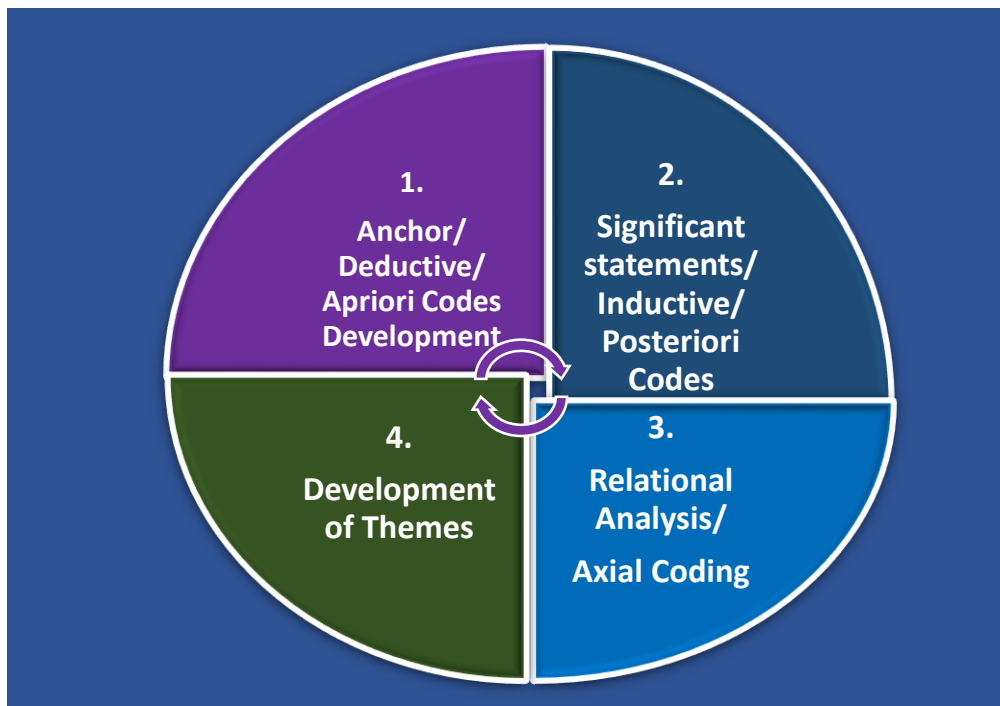 1.
Anchor/
Deductive/
Apriori Codes
Development
2.
Significant
statements/
Inductive/
Posteriori
Codes
3.
Relational
Analysis/
Axial Coding
4.
Development
of Themes